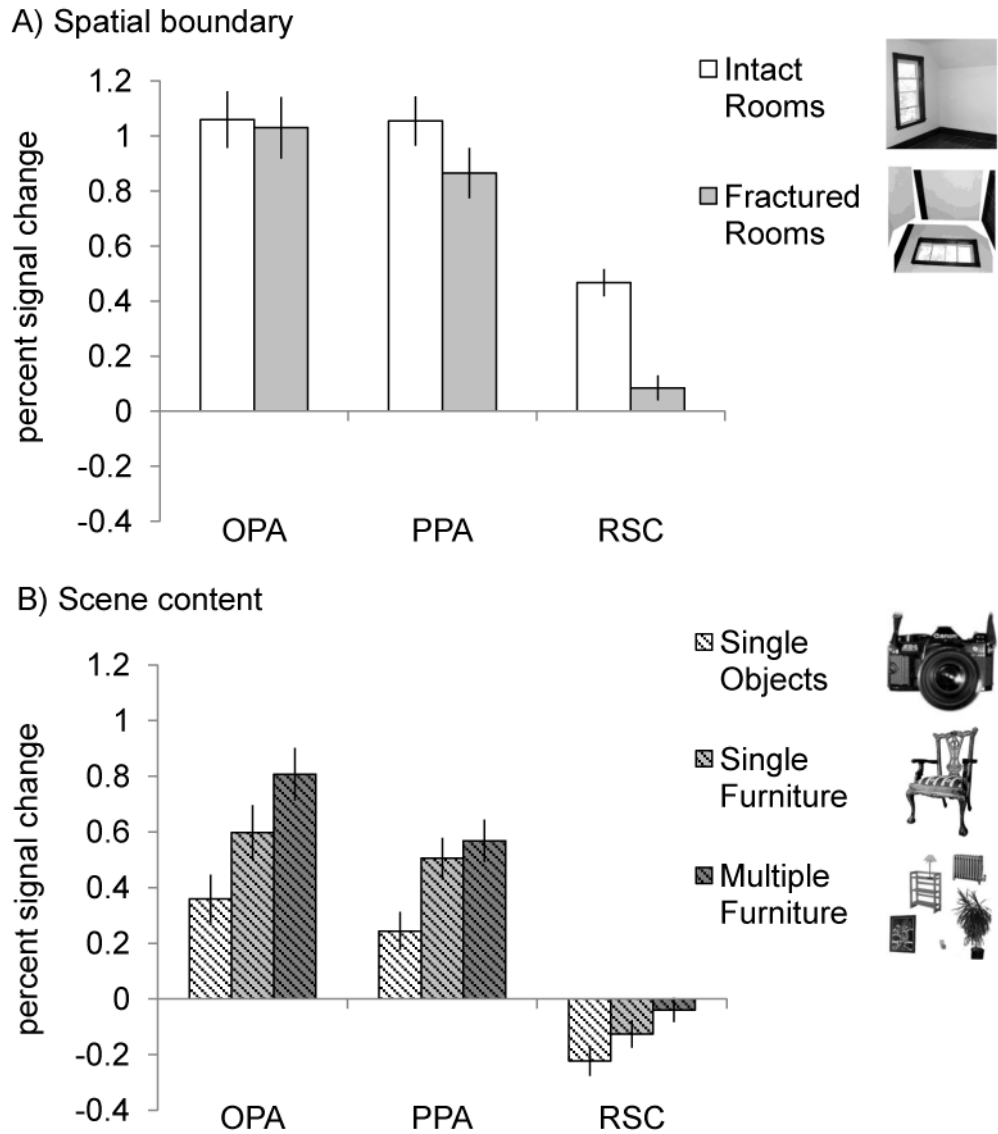 A) Spatial boundary
percent signal change
1.2
1
0.8
0.6
0.4
0.2
0
-0.2
-0.4
OPA PPA RSC
Intact
Rooms
Fractured
Rooms
B) Scene content
percent signal change
1.2
1
0.8
0.6
0.4
0.2
0
-0.2
-0.4
OPA PPA RSC
Single
Objects
Canon
Single
Furniture
Multiple
Furniture